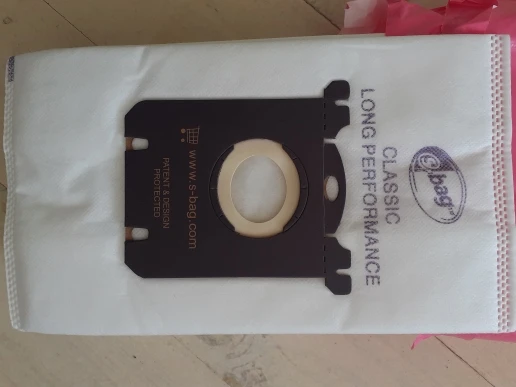 s-bag®
CLASSIC
LONG PERFORMANCE
www.s-bag.com
PATENT & DESIGN
PROTECTED